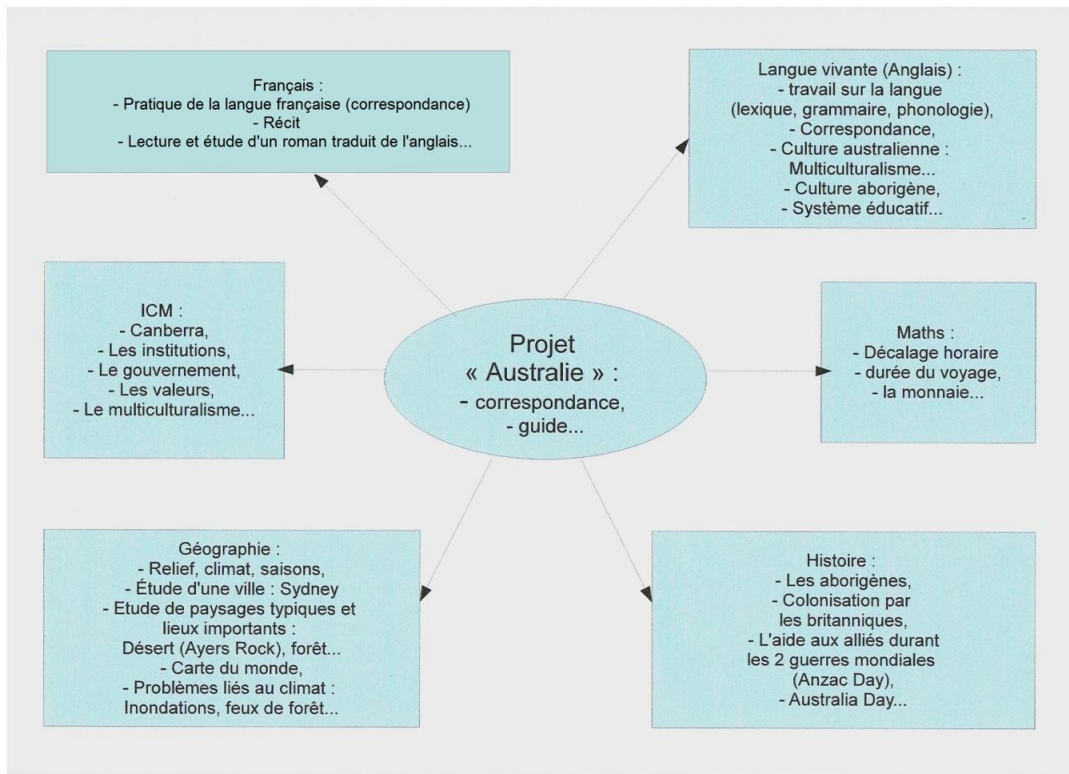 Français :
- Pratique de la langue française (correspondance)
- Récit
- Lecture et étude d'un roman traduit de l'anglais...
Langue vivante (Anglais) :
- travail sur la langue
(lexique, grammaire, phonologie),
- Correspondance,
- Culture australienne :
Multiculturalisme...
- Culture aborigène,
- Système éducatif...
ICM :
- Canberra,
- Les institutions,
- Le gouvernement,
- Les valeurs,
- Le multiculturalisme...
Projet
« Australie » :
- correspondance,
- guide...
Maths :
- Décalage horaire
- durée du voyage,
- la monnaie...
Géographie :
- Relief, climat, saisons,
- Étude d'une ville : Sydney
- Etude de paysages typiques et
lieux importants :
Désert (Ayers Rock), forêt...
- Carte du monde,
- Problèmes liés au climat :
Inondations, feux de forêt...
Histoire :
- Les aborigènes,
- Colonisation par
les britanniques,
- L'aide aux alliés durant
les 2 guerres mondiales
(Anzac Day),
- Australia Day...